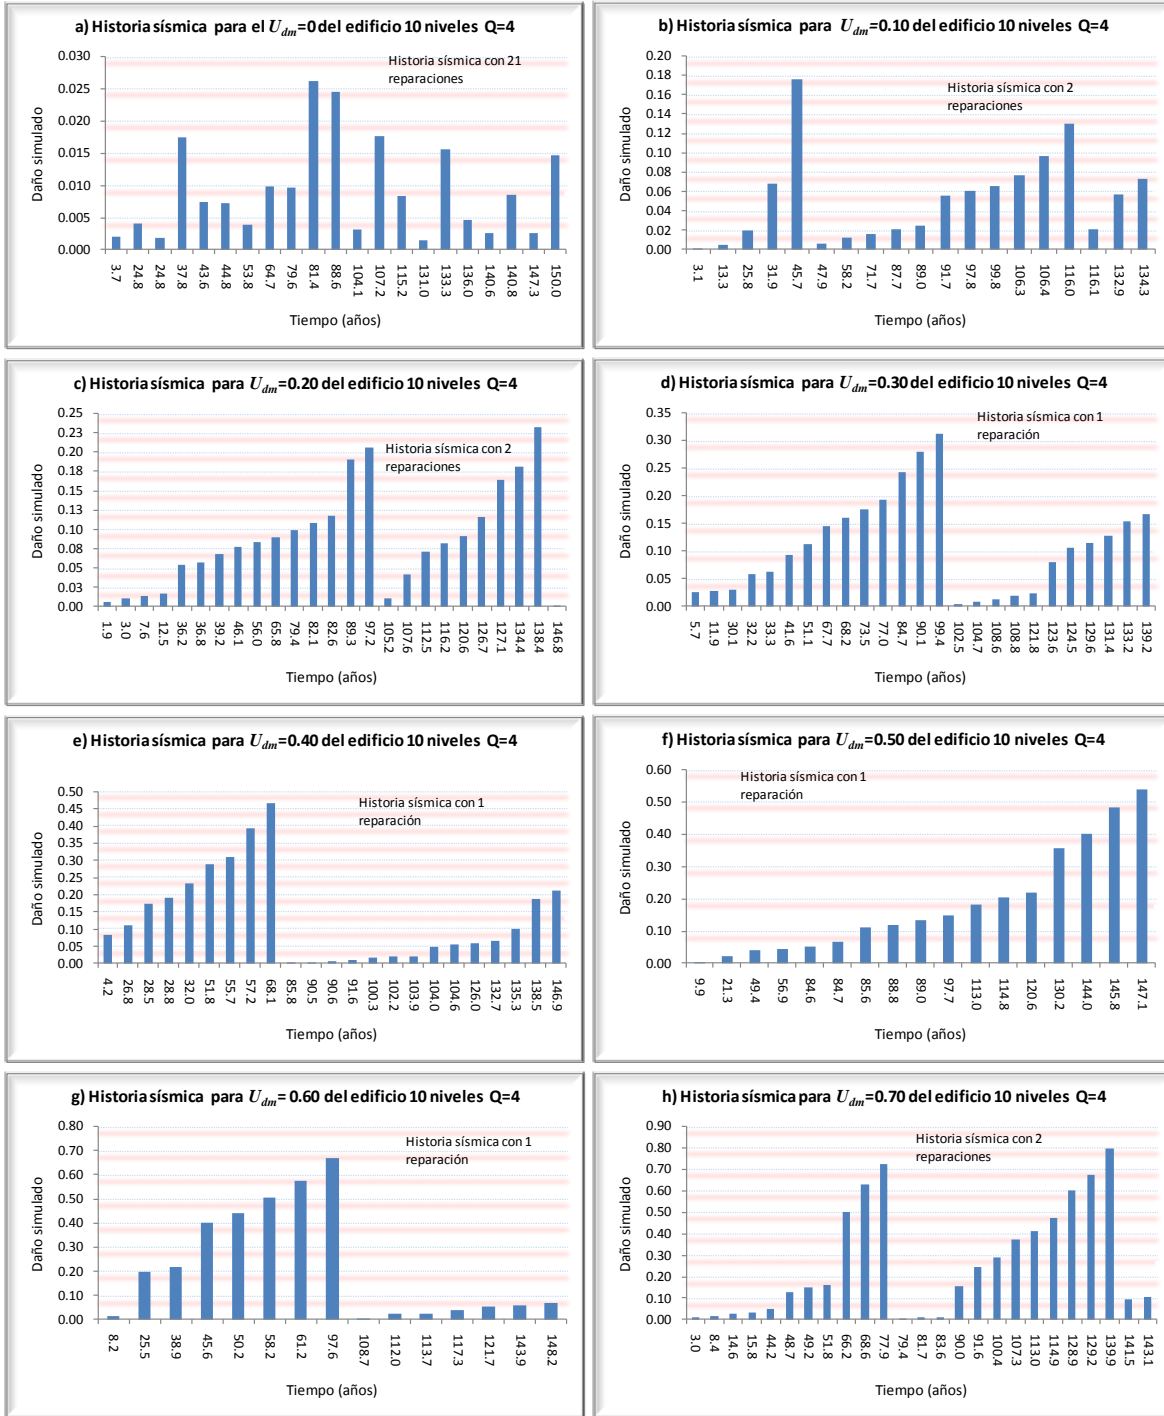 a) Historia sísmica para el Udm=0 del edificio 10 niveles Q=4
Historia sísmica con 21
reparaciones
Daño simulado
0.030
0.025
0.020
0.015
0.010
0.005
0.000
3.7 24.8 24.8 37.8 43.6 44.8 53.8 64.7 79.6 81.4 88.6 104.1 107.2 115.2 131.0 133.3 136.0 140.6 140.8 147.3 150.0
Tiempo (años)
b) Historia sísmica para Udm=0.10 del edificio 10 niveles Q=4
Historia sísmica con 2
reparaciones
Daño simulado
0.20
0.18
0.16
0.14
0.12
0.10
0.08
0.06
0.04
0.02
0.00
3.1 13.3 25.8 31.9 45.7 47.9 58.2 71.7 87.7 89.0 91.7 97.8 99.8 106.3 106.4 116.0 116.1 132.9 134.3
Tiempo (años)
c) Historia sísmica para Udm=0.20 del edificio 10 niveles Q=4
Historia sísmica con 2
reparaciones
Daño simulado
0.25
0.23
0.20
0.18
0.15
0.13
0.10
0.08
0.05
0.03
0.00
1.9 3.0 7.6 12.5 36.2 36.8 39.2 46.1 56.0 65.8 79.4 82.1 82.6 89.3 97.2 105.2 107.6 112.5 116.2 120.6 126.7 127.1 134.4 138.4 146.8
Tiempo (años)
d) Historia sísmica para Udm=0.30 del edificio 10 niveles Q=4
Historia sísmica con 1
reparación
Daño simulado
0.35
0.30
0.25
0.20
0.15
0.10
0.05
0.00
5.7 11.9 30.1 32.2 33.3 41.6 51.1 67.7 68.2 73.5 77.0 84.7 90.1 99.4 102.5 104.7 108.6 108.8 121.8 123.6 124.5 129.6 131.4 133.2 139.2
Tiempo (años)
e) Historia sísmica para Udm=0.40 del edificio 10 niveles Q=4
Historia sísmica con 1
reparación
Daño simulado
0.50
0.45
0.40
0.35
0.30
0.25
0.20
0.15
0.10
0.05
0.00
4.2 26.8 28.5 28.8 32.0 51.8 55.7 57.2 68.1 85.8 90.5 90.6 91.6 100.3 102.2 103.9 104.0 104.6 126.0 132.7 135.3 138.5 146.9
Tiempo (años)
f) Historia sísmica para Udm=0.50 del edificio 10 niveles Q=4
Historia sísmica con 1
reparación
Daño simulado
0.60
0.50
0.40
0.30
0.20
0.10
0.00
9.9 21.3 49.4 56.9 84.6 84.7 85.6 88.8 89.0 97.7 113.0 114.8 120.6 130.2 144.0 145.8 147.1
Tiempo (años)
g) Historia sísmica para Udm= 0.60 del edificio 10 niveles Q=4
Historia sísmica con 1
reparación
Daño simulado
0.80
0.70
0.60
0.50
0.40
0.30
0.20
0.10
0.00
8.2 25.5 38.9 45.6 50.2 58.2 61.2 97.6 108.7 112.0 113.7 117.3 121.7 143.9 148.2
Tiempo (años)
h) Historia sísmica para Udm=0.70 del edificio 10 niveles Q=4
Historia sísmica con 2
reparaciones
Daño simulado
0.90
0.80
0.70
0.60
0.50
0.40
0.30
0.20
0.10
0.00
3.0 8.4 14.6 15.8 44.2 48.7 49.2 51.8 66.2 68.6 77.9 79.4 81.7 83.6 90.0 91.6 100.4 107.3 113.0 114.9 128.9 129.2 139.9 141.5 143.1
Tiempo (años)